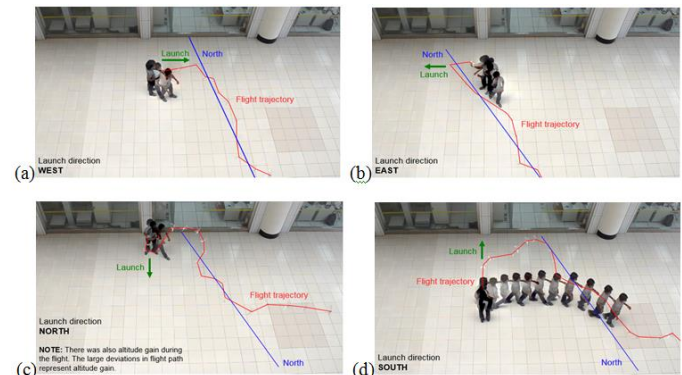 Launch
North
Flight trajectory
Launch direction
WEST
(a)
North
Launch
Flight trajectory
Launch direction
EAST
(b)
Launch
Flight trajectory
Launch direction
NORTH
NOTE: There was also altitude gain during
the flight. The large deviations in flight path
represent altitude gain.
North
(c)
Launch
Flight trajectory
Launch direction
SOUTH
North
(d)